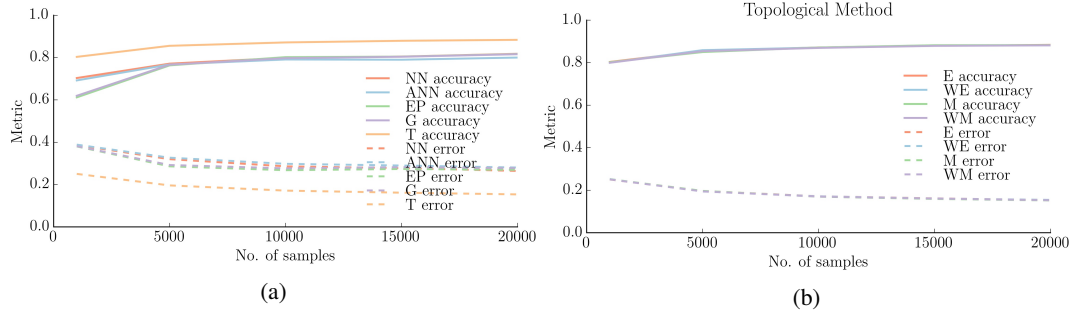 1.0
0.8
0.6
0.4
0.2
0.0
Metric
0
5000
10000
15000
20000
No. of samples
NN accuracy
ANN accuracy
EP accuracy
G accuracy
T accuracy
NN error
ANN error
EP error
G error
T error
(a)
Topological Method
1.0
0.8
0.6
0.4
0.2
0.0
Metric
0
5000
10000
15000
20000
No. of samples
E accuracy
WE accuracy
M accuracy
WM accuracy
E error
WE error
M error
WM error
(b)